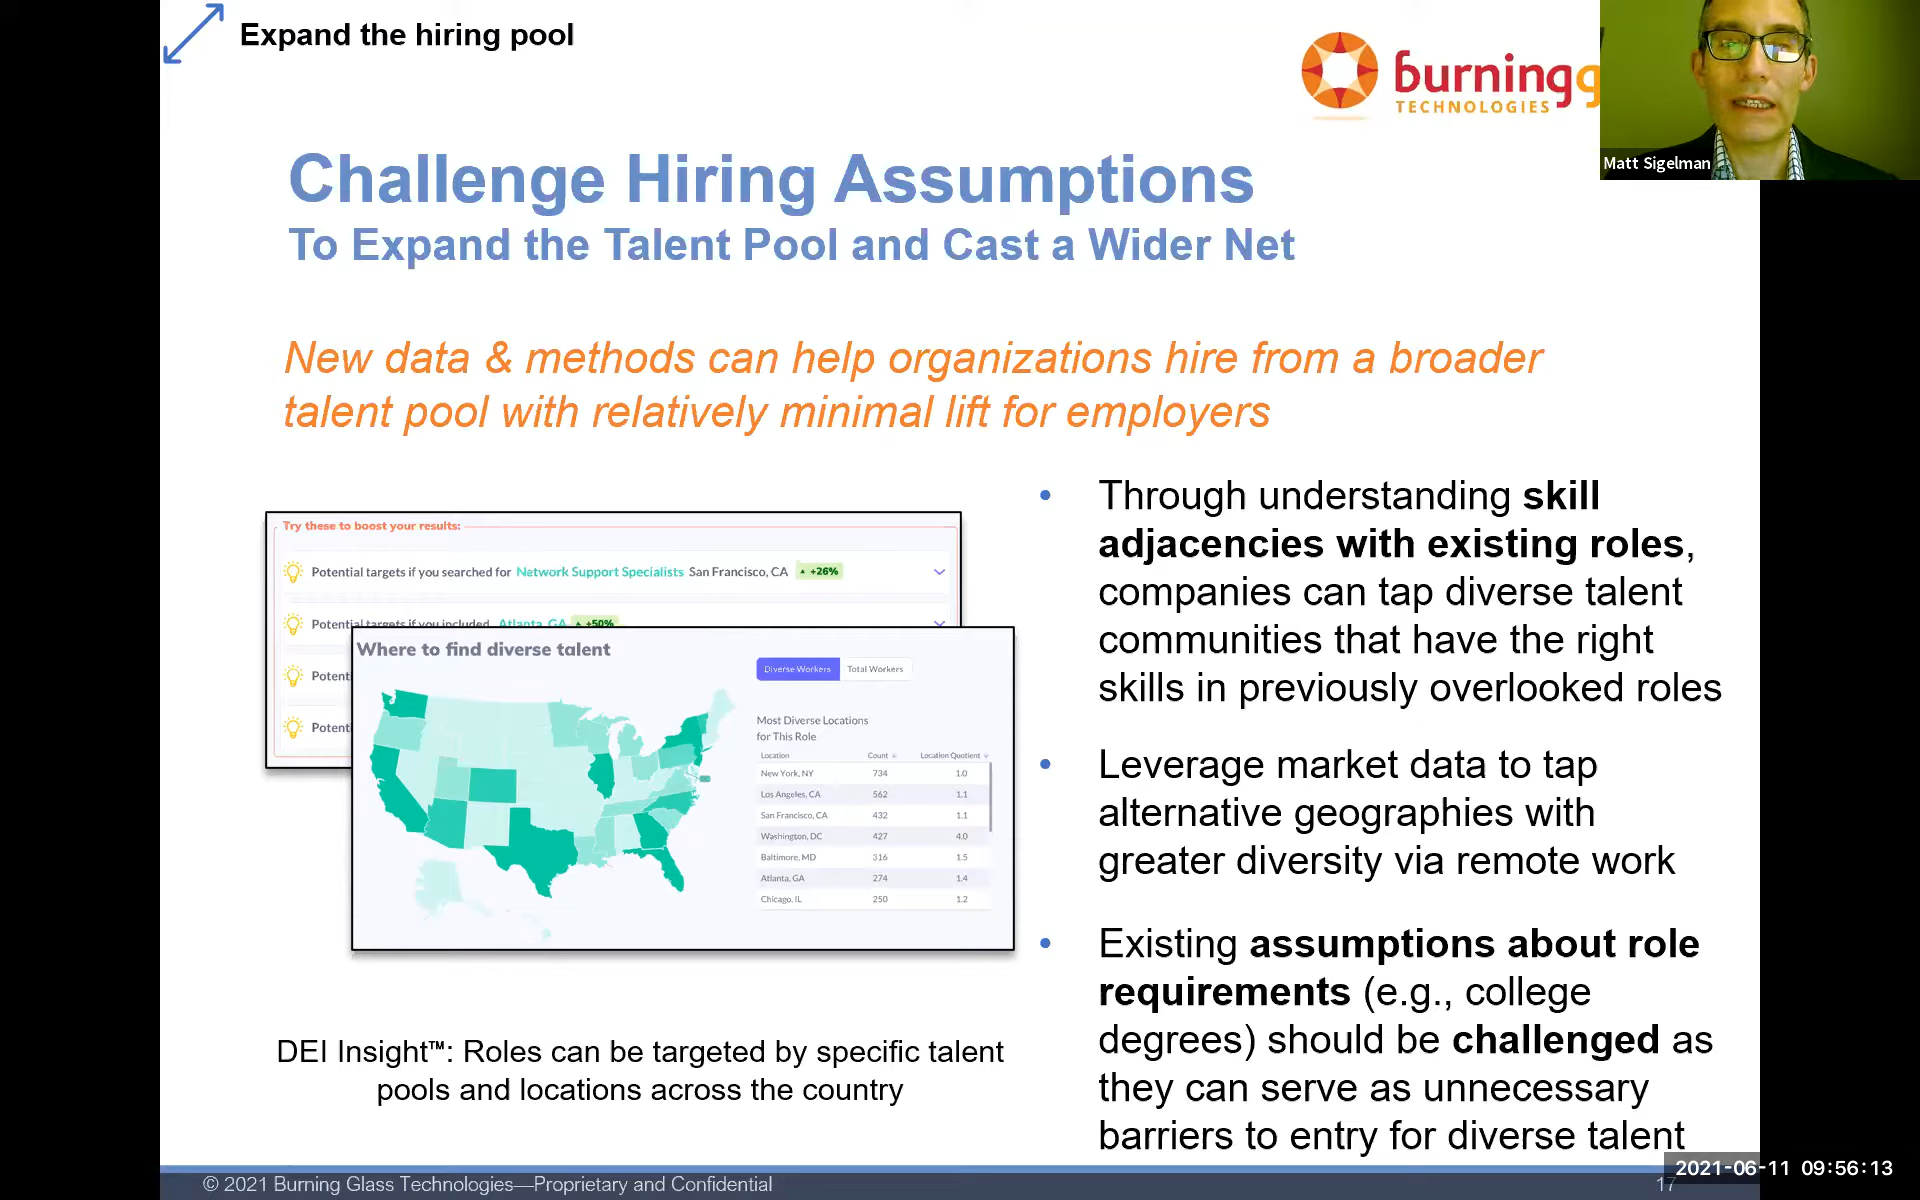 Expand the hiring pool
burningg
TECHNOLOGIES
Matt Sigelman
Challenge Hiring Assumptions
To Expand the Talent Pool and Cast a Wider Net
New data & methods can help organizations hire from a broader
talent pool with relatively minimal lift for employers
Try these to boost your results:
Potential targets if you searched for Network Support Specialists San Francisco, CA ▲ +26%
Potential targets if you included Atlanta, GA ▲ +50%
Potent
Potenti
Where to find diverse talent
Diverse Workers Total Workers
Most Diverse Locations
for This Role
Location Count Location Quotient
New York, NY 734 1.0
Los Angeles, CA 562 1.1
San Francisco, CA 432 1.1
Washington, DC 427 4.0
Baltimore, MD 316 1.5
Atlanta, GA 274 1.4
Chicago, IL 250 1.2
DEI Insight™: Roles can be targeted by specific talent
pools and locations across the country
• Through understanding skill
adjacencies with existing roles,
companies can tap diverse talent
communities that have the right
skills in previously overlooked roles
• Leverage market data to tap
alternative geographies with
greater diversity via remote work
• Existing assumptions about role
requirements (e.g., college
degrees) should be challenged as
they can serve as unnecessary
barriers to entry for diverse talent
© 2021 Burning Glass Technologies—Proprietary and Confidential
17
2021-06-11 09:56:13